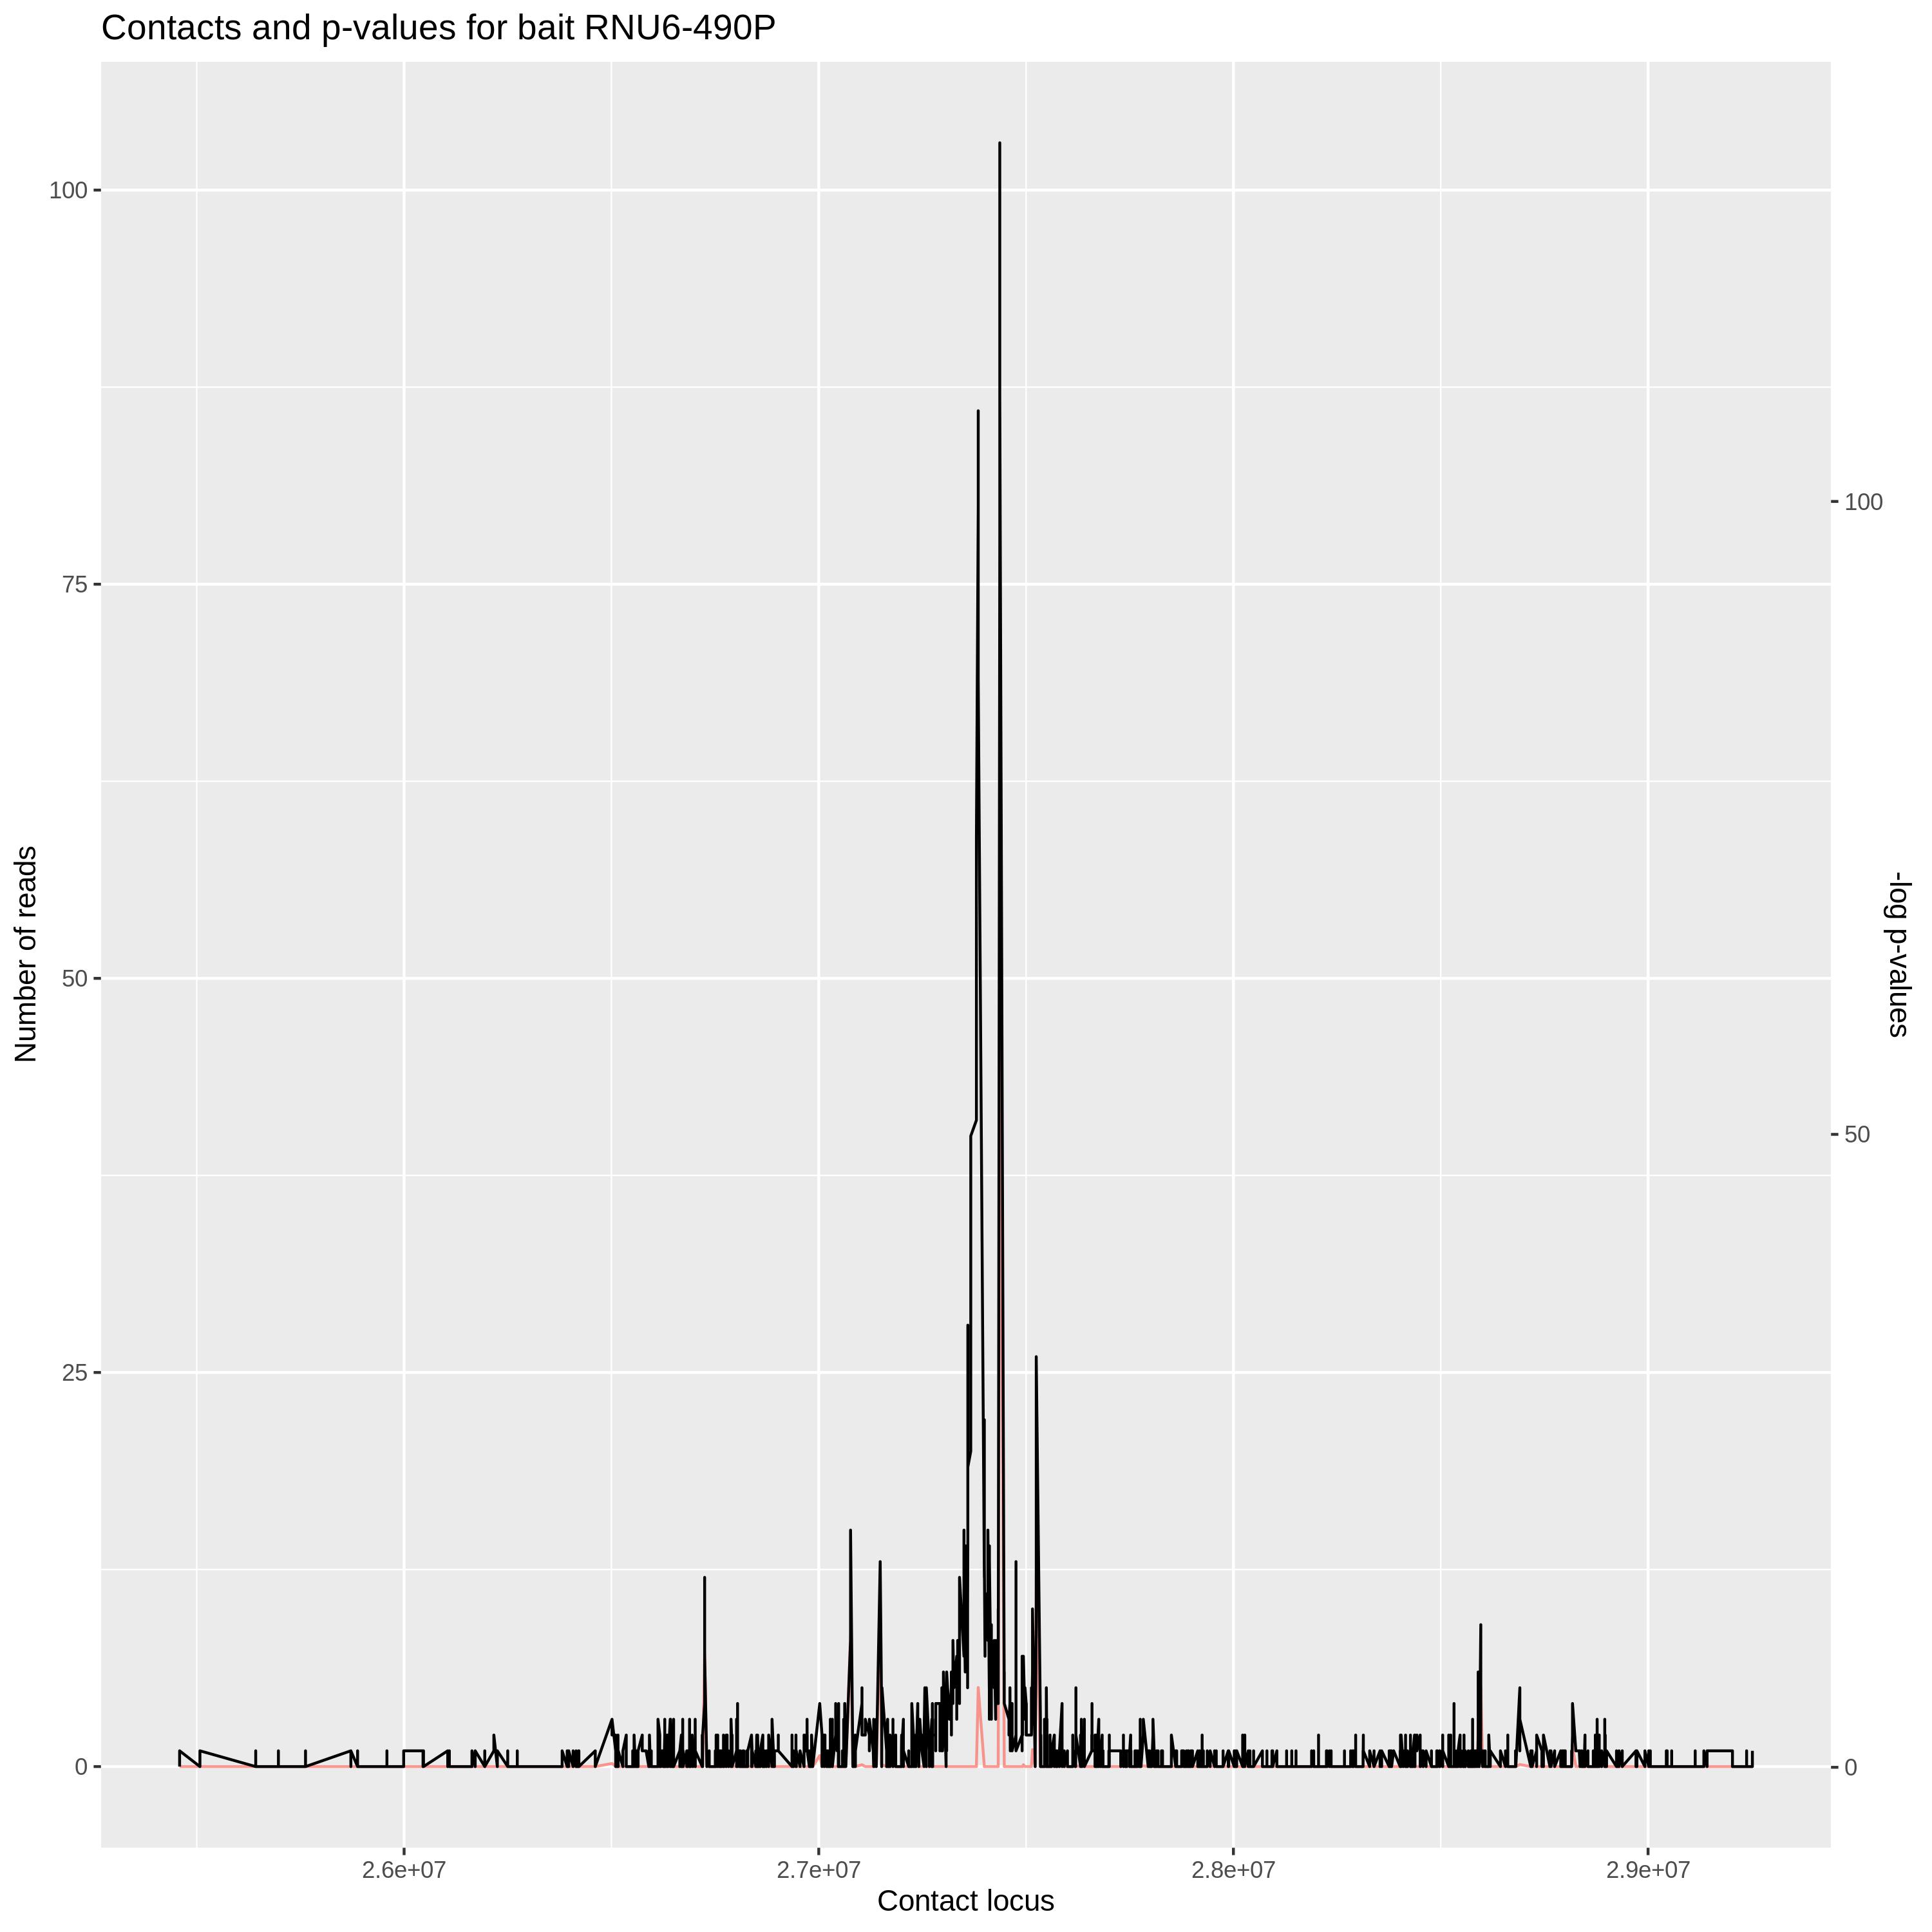 Contacts and p-values for bait RNU6-490P
100
75
50
25
0
Number of reads
100
50
0
-log p-values
2.6e+07 2.7e+07 2.8e+07 2.9e+07
Contact locus